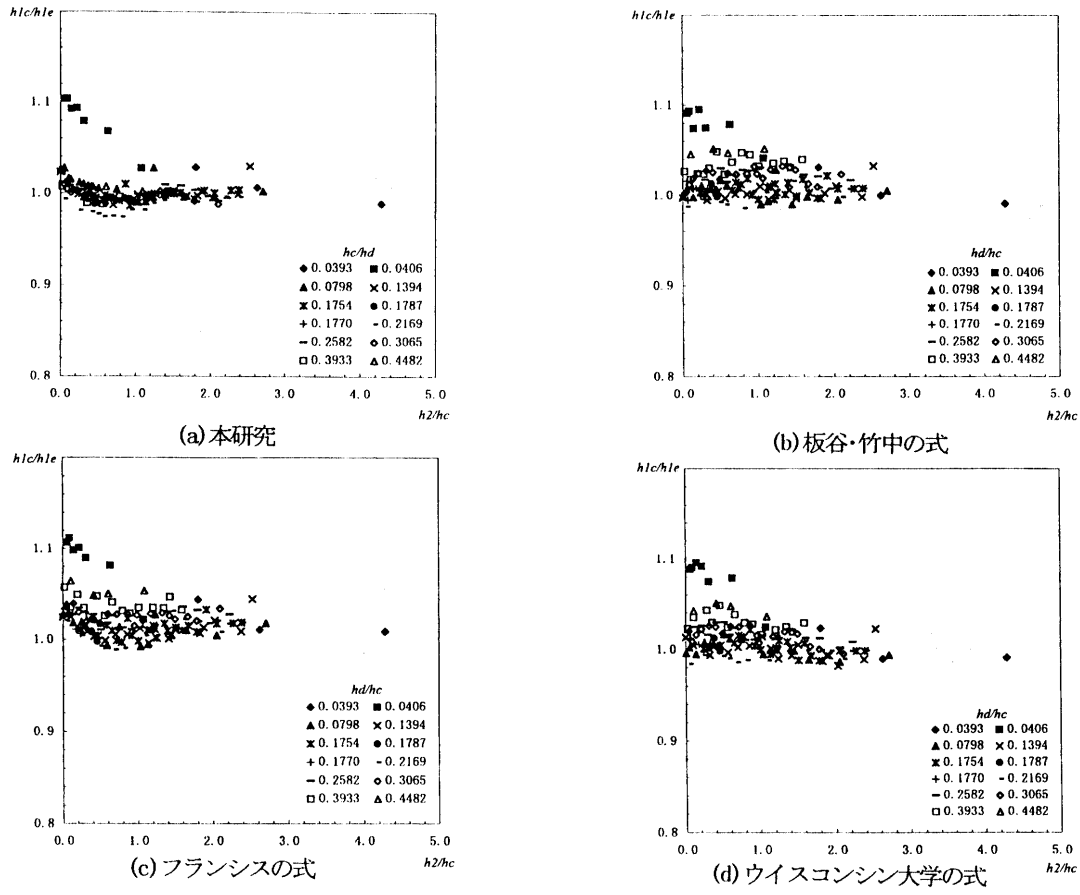 h1c/h1e
1.1
1.0
0.9
0.8
hc/hd
◆ 0.0393 ■ 0.0406
▲ 0.0798 × 0.1394
ж 0.1754 ● 0.1787
+ 0.1770 - 0.2169
− 0.2582 ◇ 0.3065
□ 0.3933 △ 0.4482
0.0 1.0 2.0 3.0 4.0 5.0
h2/hc
(a)本研究
h1c/h1e
1.1
1.0
0.9
0.8
hd/hc
◆ 0.0393 ■ 0.0406
▲ 0.0798 × 0.1394
ж 0.1754 ● 0.1787
+ 0.1770 - 0.2169
− 0.2582 ◇ 0.3065
□ 0.3933 △ 0.4482
0.0 1.0 2.0 3.0 4.0 5.0
h2/hc
(b)板谷・竹中の式
h1c/h1e
1.1
1.0
0.9
0.8
hd/hc
◆ 0.0393 ■ 0.0406
▲ 0.0798 × 0.1394
ж 0.1754 ● 0.1787
+ 0.1770 - 0.2169
− 0.2582 ◇ 0.3065
□ 0.3933 △ 0.4482
0.0 1.0 2.0 3.0 4.0 5.0
h2/hc
(c)フランシスの式
h1c/h1e
1.1
1.0
0.9
0.8
hd/hc
◆ 0.0393 ■ 0.0406
▲ 0.0798 × 0.1394
ж 0.1754 ● 0.1787
+ 0.1770 - 0.2169
− 0.2582 ◇ 0.3065
□ 0.3933 △ 0.4482
0.0 1.0 2.0 3.0 4.0 5.0
h2/hc
(d)ウイスコンシン大学の式